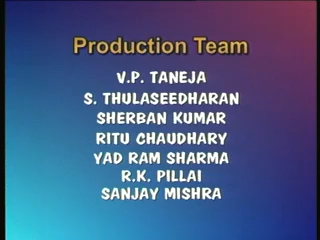 Production Team
V.P. TANEJA
S. THULASEEDHARAN
SHERBAN KUMAR
RITU CHAUDHARY
YAD RAM SHARMA
R.K. PILLAI
SANJAY MISHRA